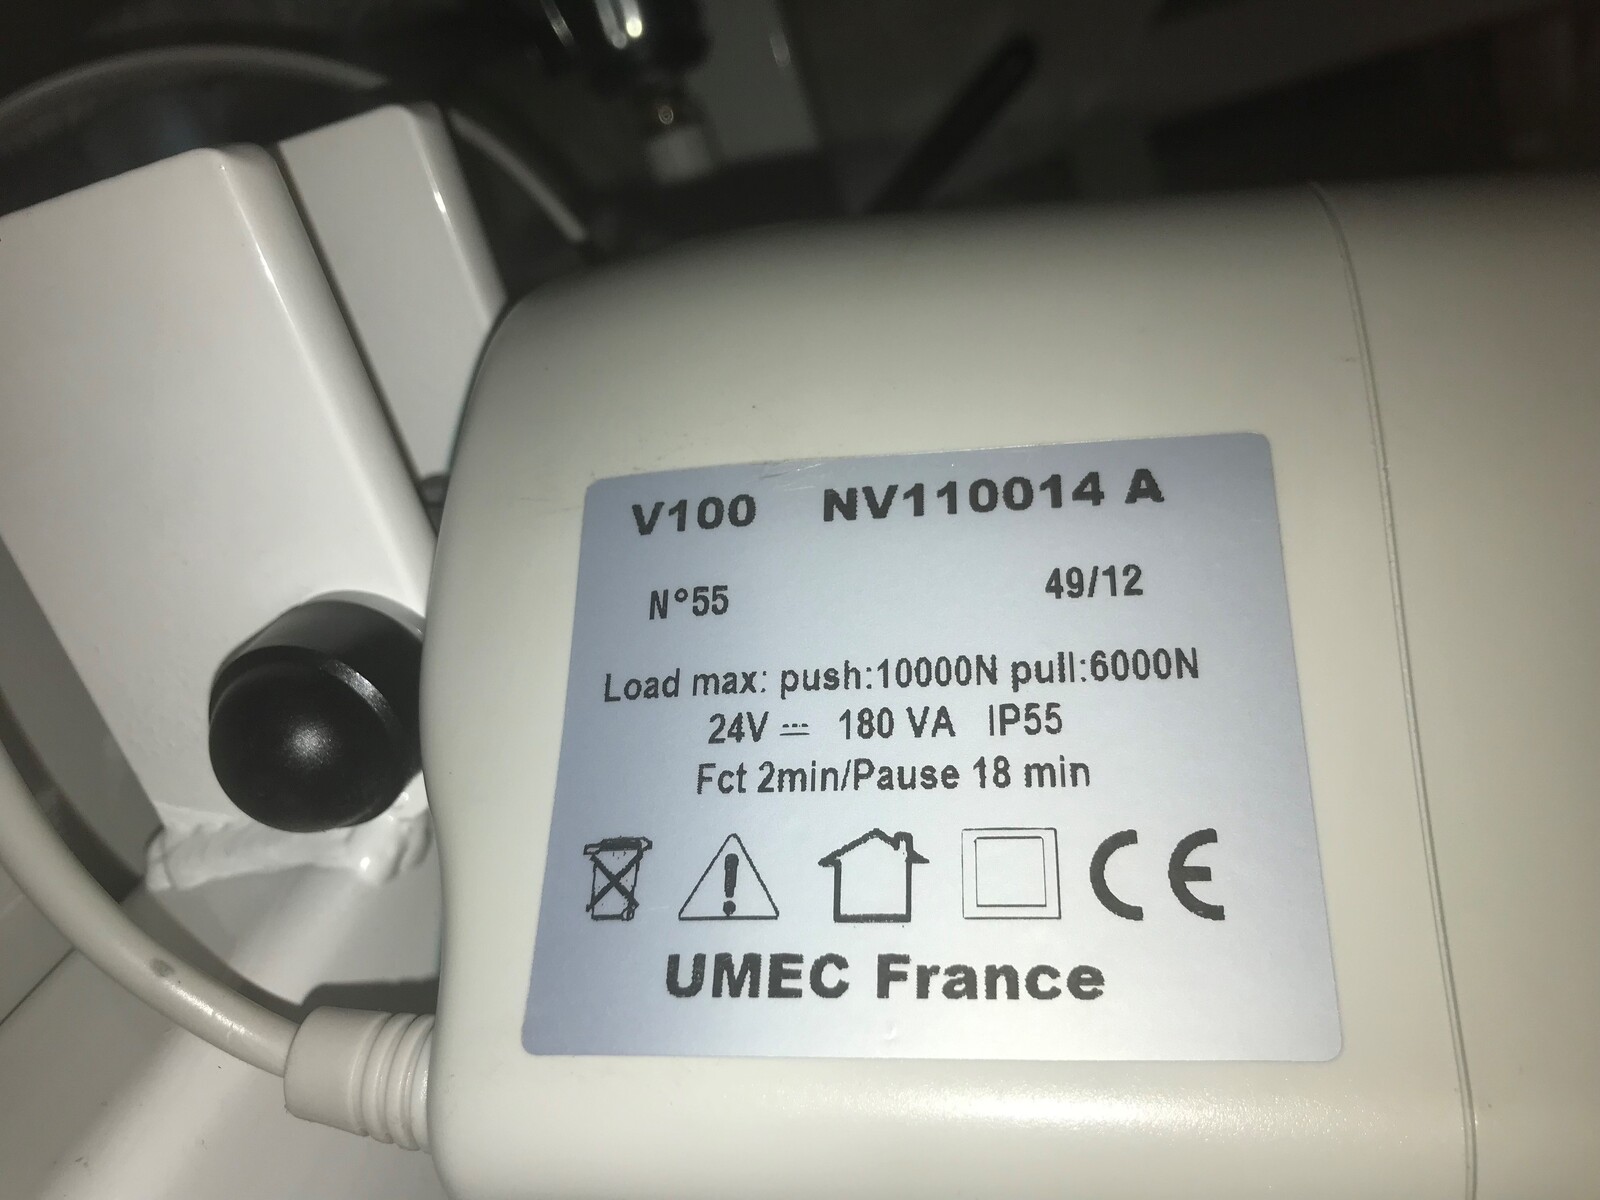 V100 NV110014 A
N°55 49/12
Load max: push:10000N pull:6000N
24V ⎓ 180 VA IP55
Fct 2min/Pause 18 min
CE
UMEC France